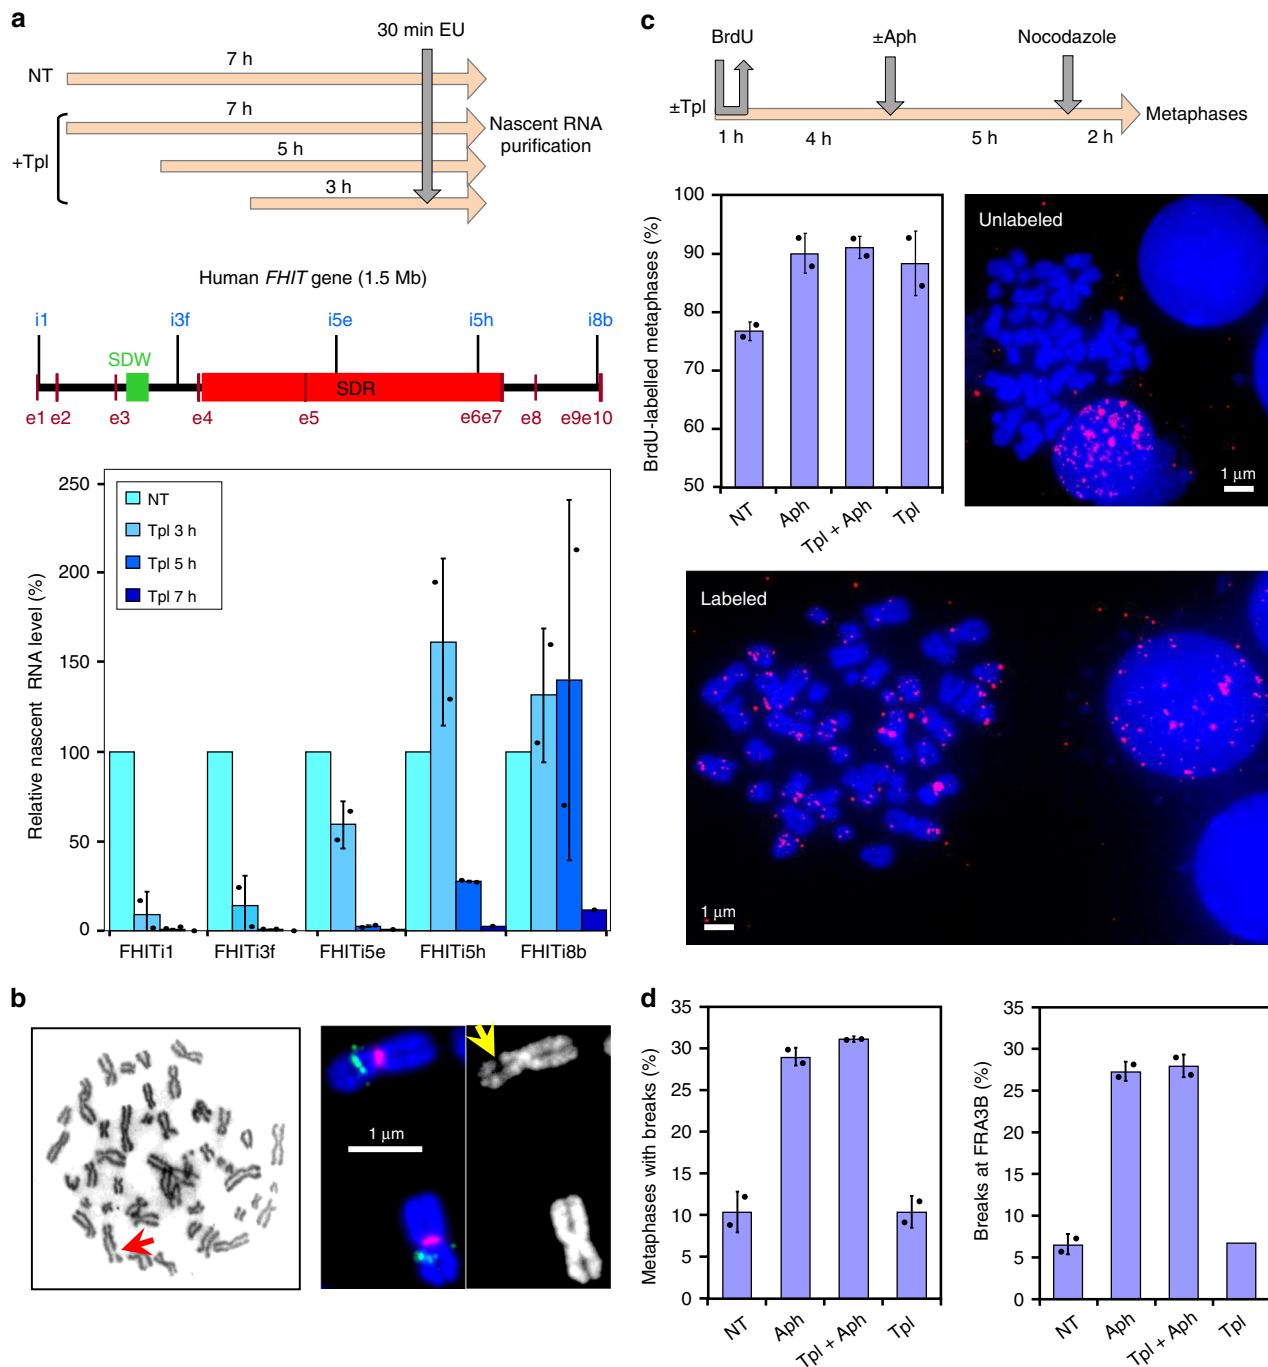 a
30 min EU
NT
7 h
7 h
+Tpl
5 h
3 h
Nascent RNA
purification
Human FHIT gene (1.5 Mb)
i1
i3f
i5e
i5h
i8b
SDW
SDR
e1
e2
e3
e4
e5
e6e7
e8
e9e10
Relative nascent RNA level (%)
250
200
150
100
50
0
NT
Tpl 3 h
Tpl 5 h
Tpl 7 h
FHITi1
FHITi3f
FHITi5e
FHITi5h
FHITi8b
b
1 µm
c
BrdU
±Aph
Nocodazole
±Tpl
Metaphases
1 h
4 h
5 h
2 h
BrdU-labelled metaphases (%)
100
90
80
70
60
50
NT
Aph
Tpl + Aph
Tpl
Unlabeled
1 µm
Labeled
1 µm
d
Metaphases with breaks (%)
35
30
25
20
15
10
5
0
NT
Aph
Tpl + Aph
Tpl
Breaks at FRA3B (%)
35
30
25
20
15
10
5
0
NT
Aph
Tpl + Aph
Tpl